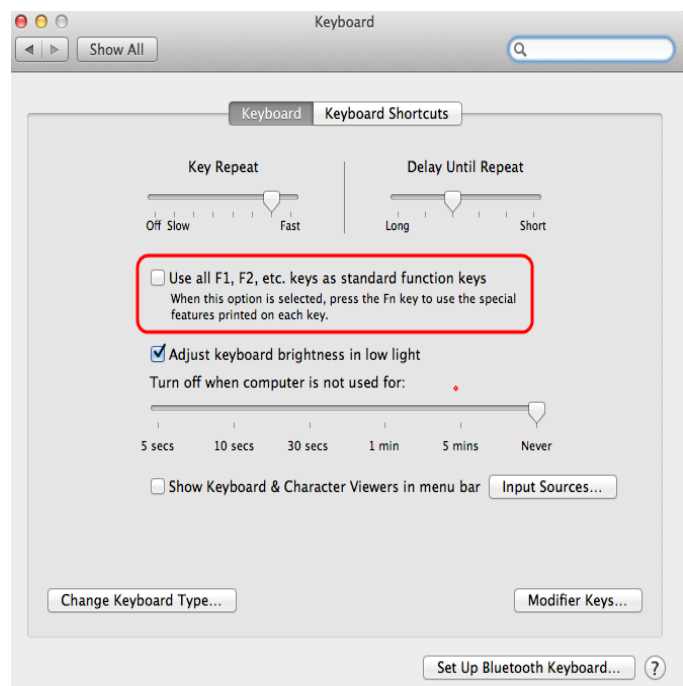 Keyboard
Show All
Keyboard Keyboard Shortcuts
Key Repeat Delay Until Repeat
Off Slow Fast Long Short
Use all F1, F2, etc. keys as standard function keys
When this option is selected, press the Fn key to use the special
features printed on each key.
Adjust keyboard brightness in low light
Turn off when computer is not used for:
5 secs 10 secs 30 secs 1 min 5 mins Never
Show Keyboard & Character Viewers in menu bar Input Sources...
Change Keyboard Type... Modifier Keys...
Set Up Bluetooth Keyboard... ?